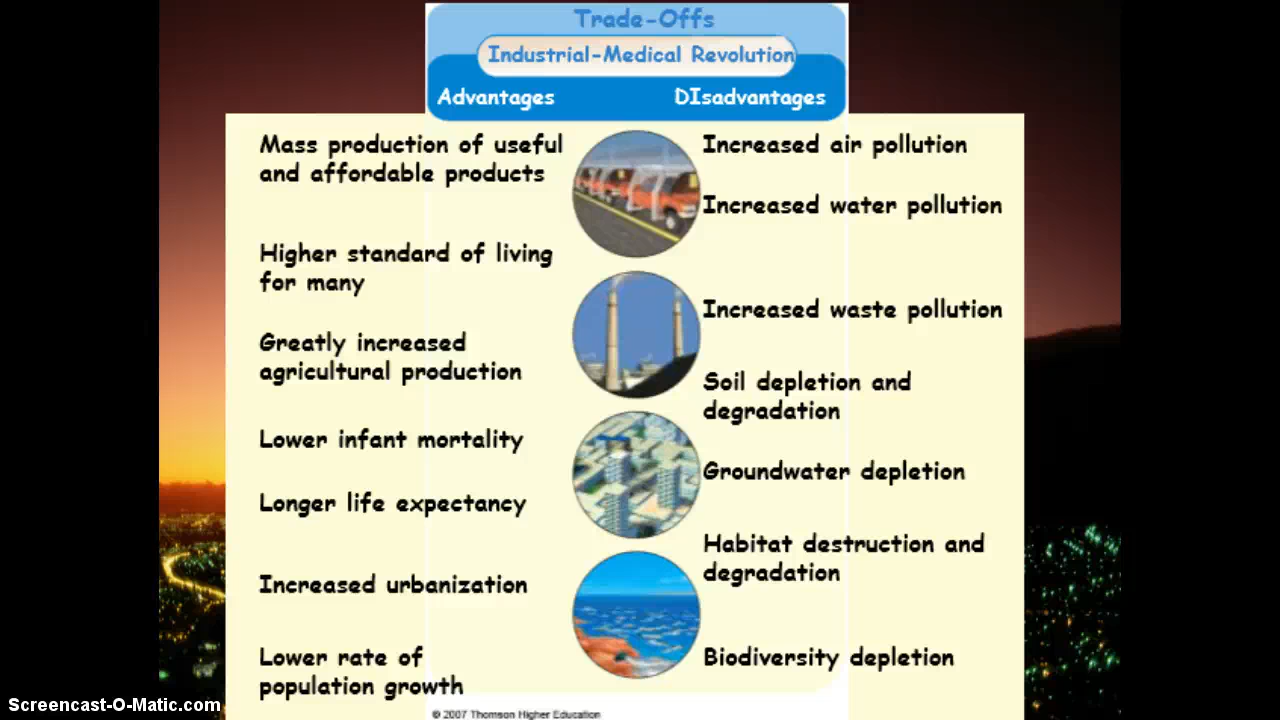 Trade-Offs
Industrial-Medical Revolution
Advantages
DIsadvantages
Mass production of useful
and affordable products
Higher standard of living
for many
Greatly increased
agricultural production
Lower infant mortality
Longer life expectancy
Increased urbanization
Lower rate of
population growth
Increased air pollution
Increased water pollution
Increased waste pollution
Soil depletion and
degradation
Groundwater depletion
Habitat destruction and
degradation
Biodiversity depletion
© 2007 Thomson Higher Education
Screencast-O-Matic.com